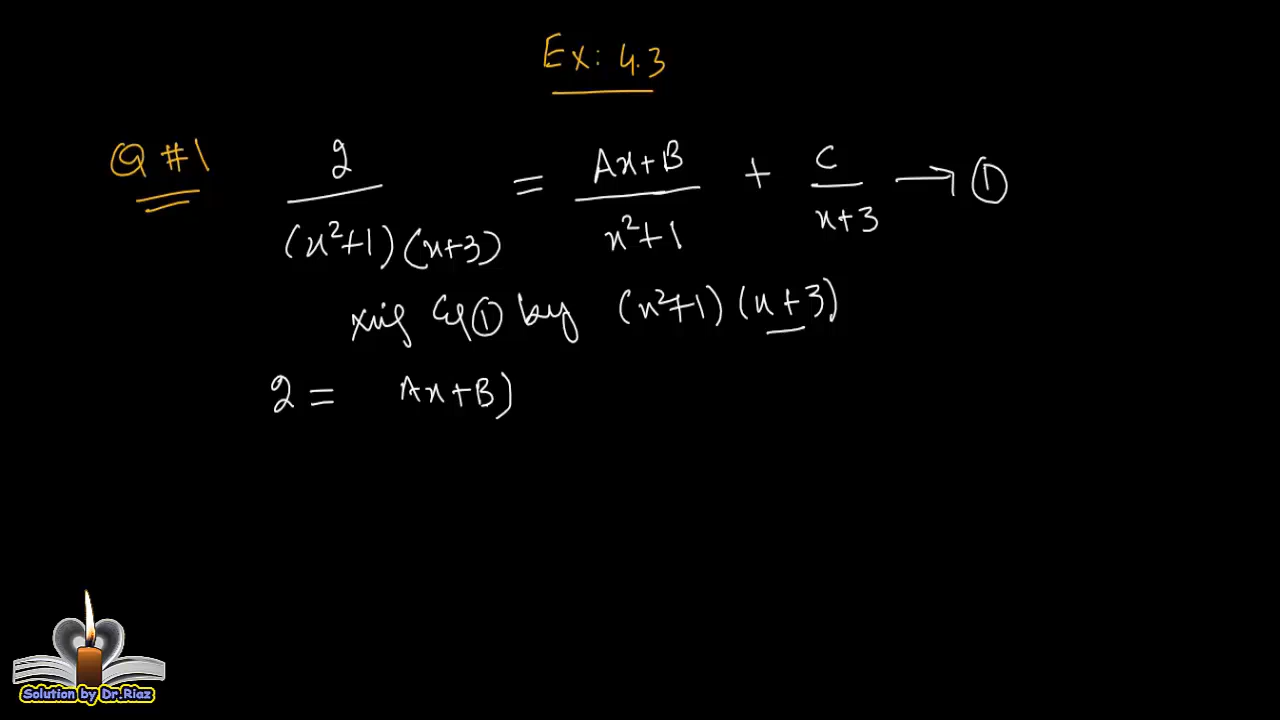 Ex: 4.3
Q #1 2/((x²+1)(x+3)) = (Ax+B)/(x²+1) + C/(x+3) → ①
xing Eq ① by (x²+1)(x+3)
2 = Ax+B)
Solution by Dr.Riaz